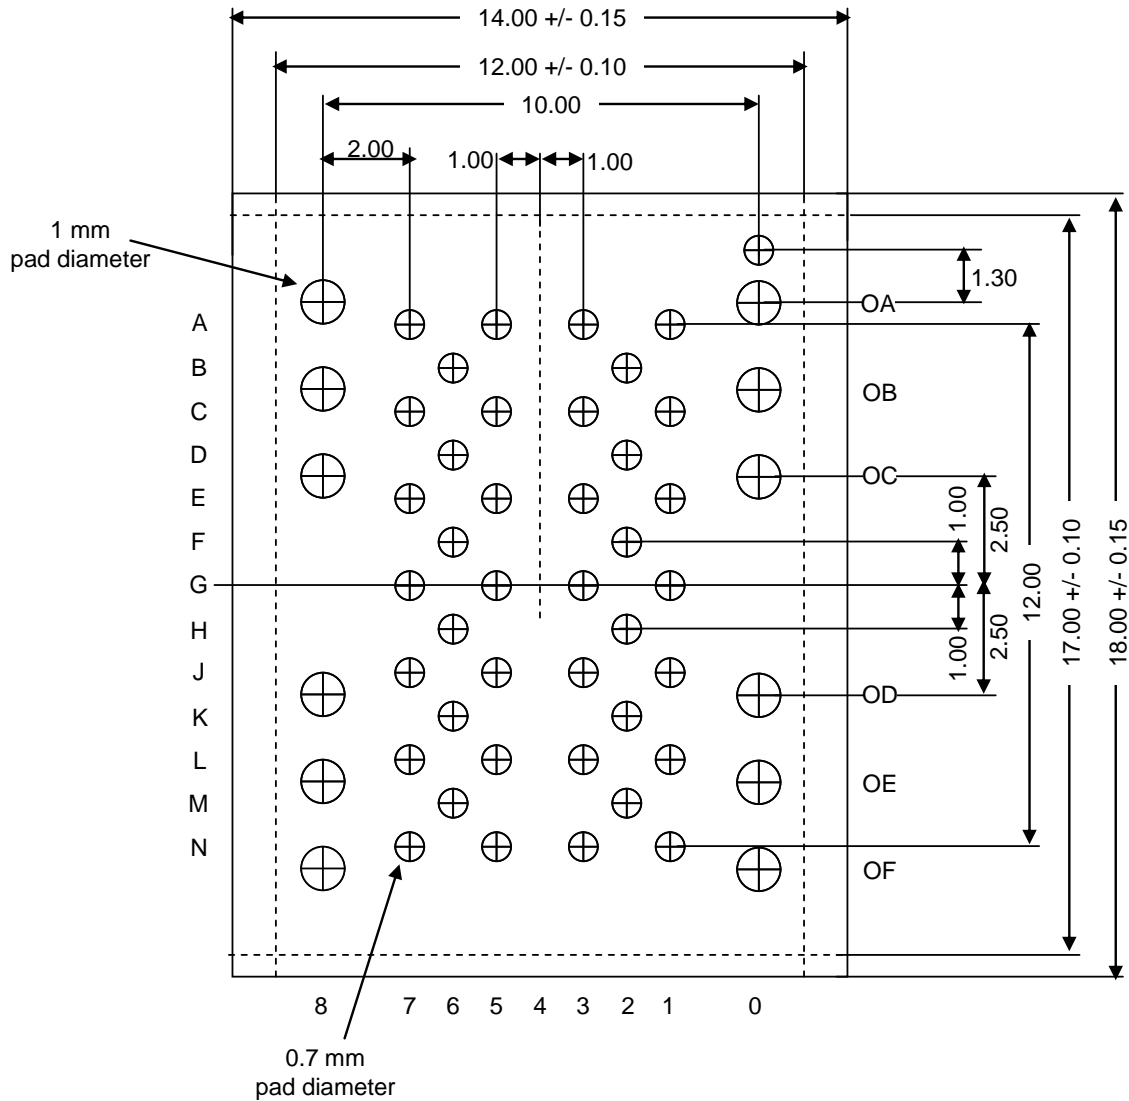 14.00 +/- 0.15
12.00 +/- 0.10
10.00
2.00
1.00
1.00
1 mm
pad diameter
1.30
OA
A
B
OB
C
D
OC
E
1.00
2.50
F
12.00
17.00 +/- 0.10
18.00 +/- 0.15
G
H
1.00
2.50
J
OD
K
L
OE
M
N
OF
8 7 6 5 4 3 2 1 0
0.7 mm
pad diameter